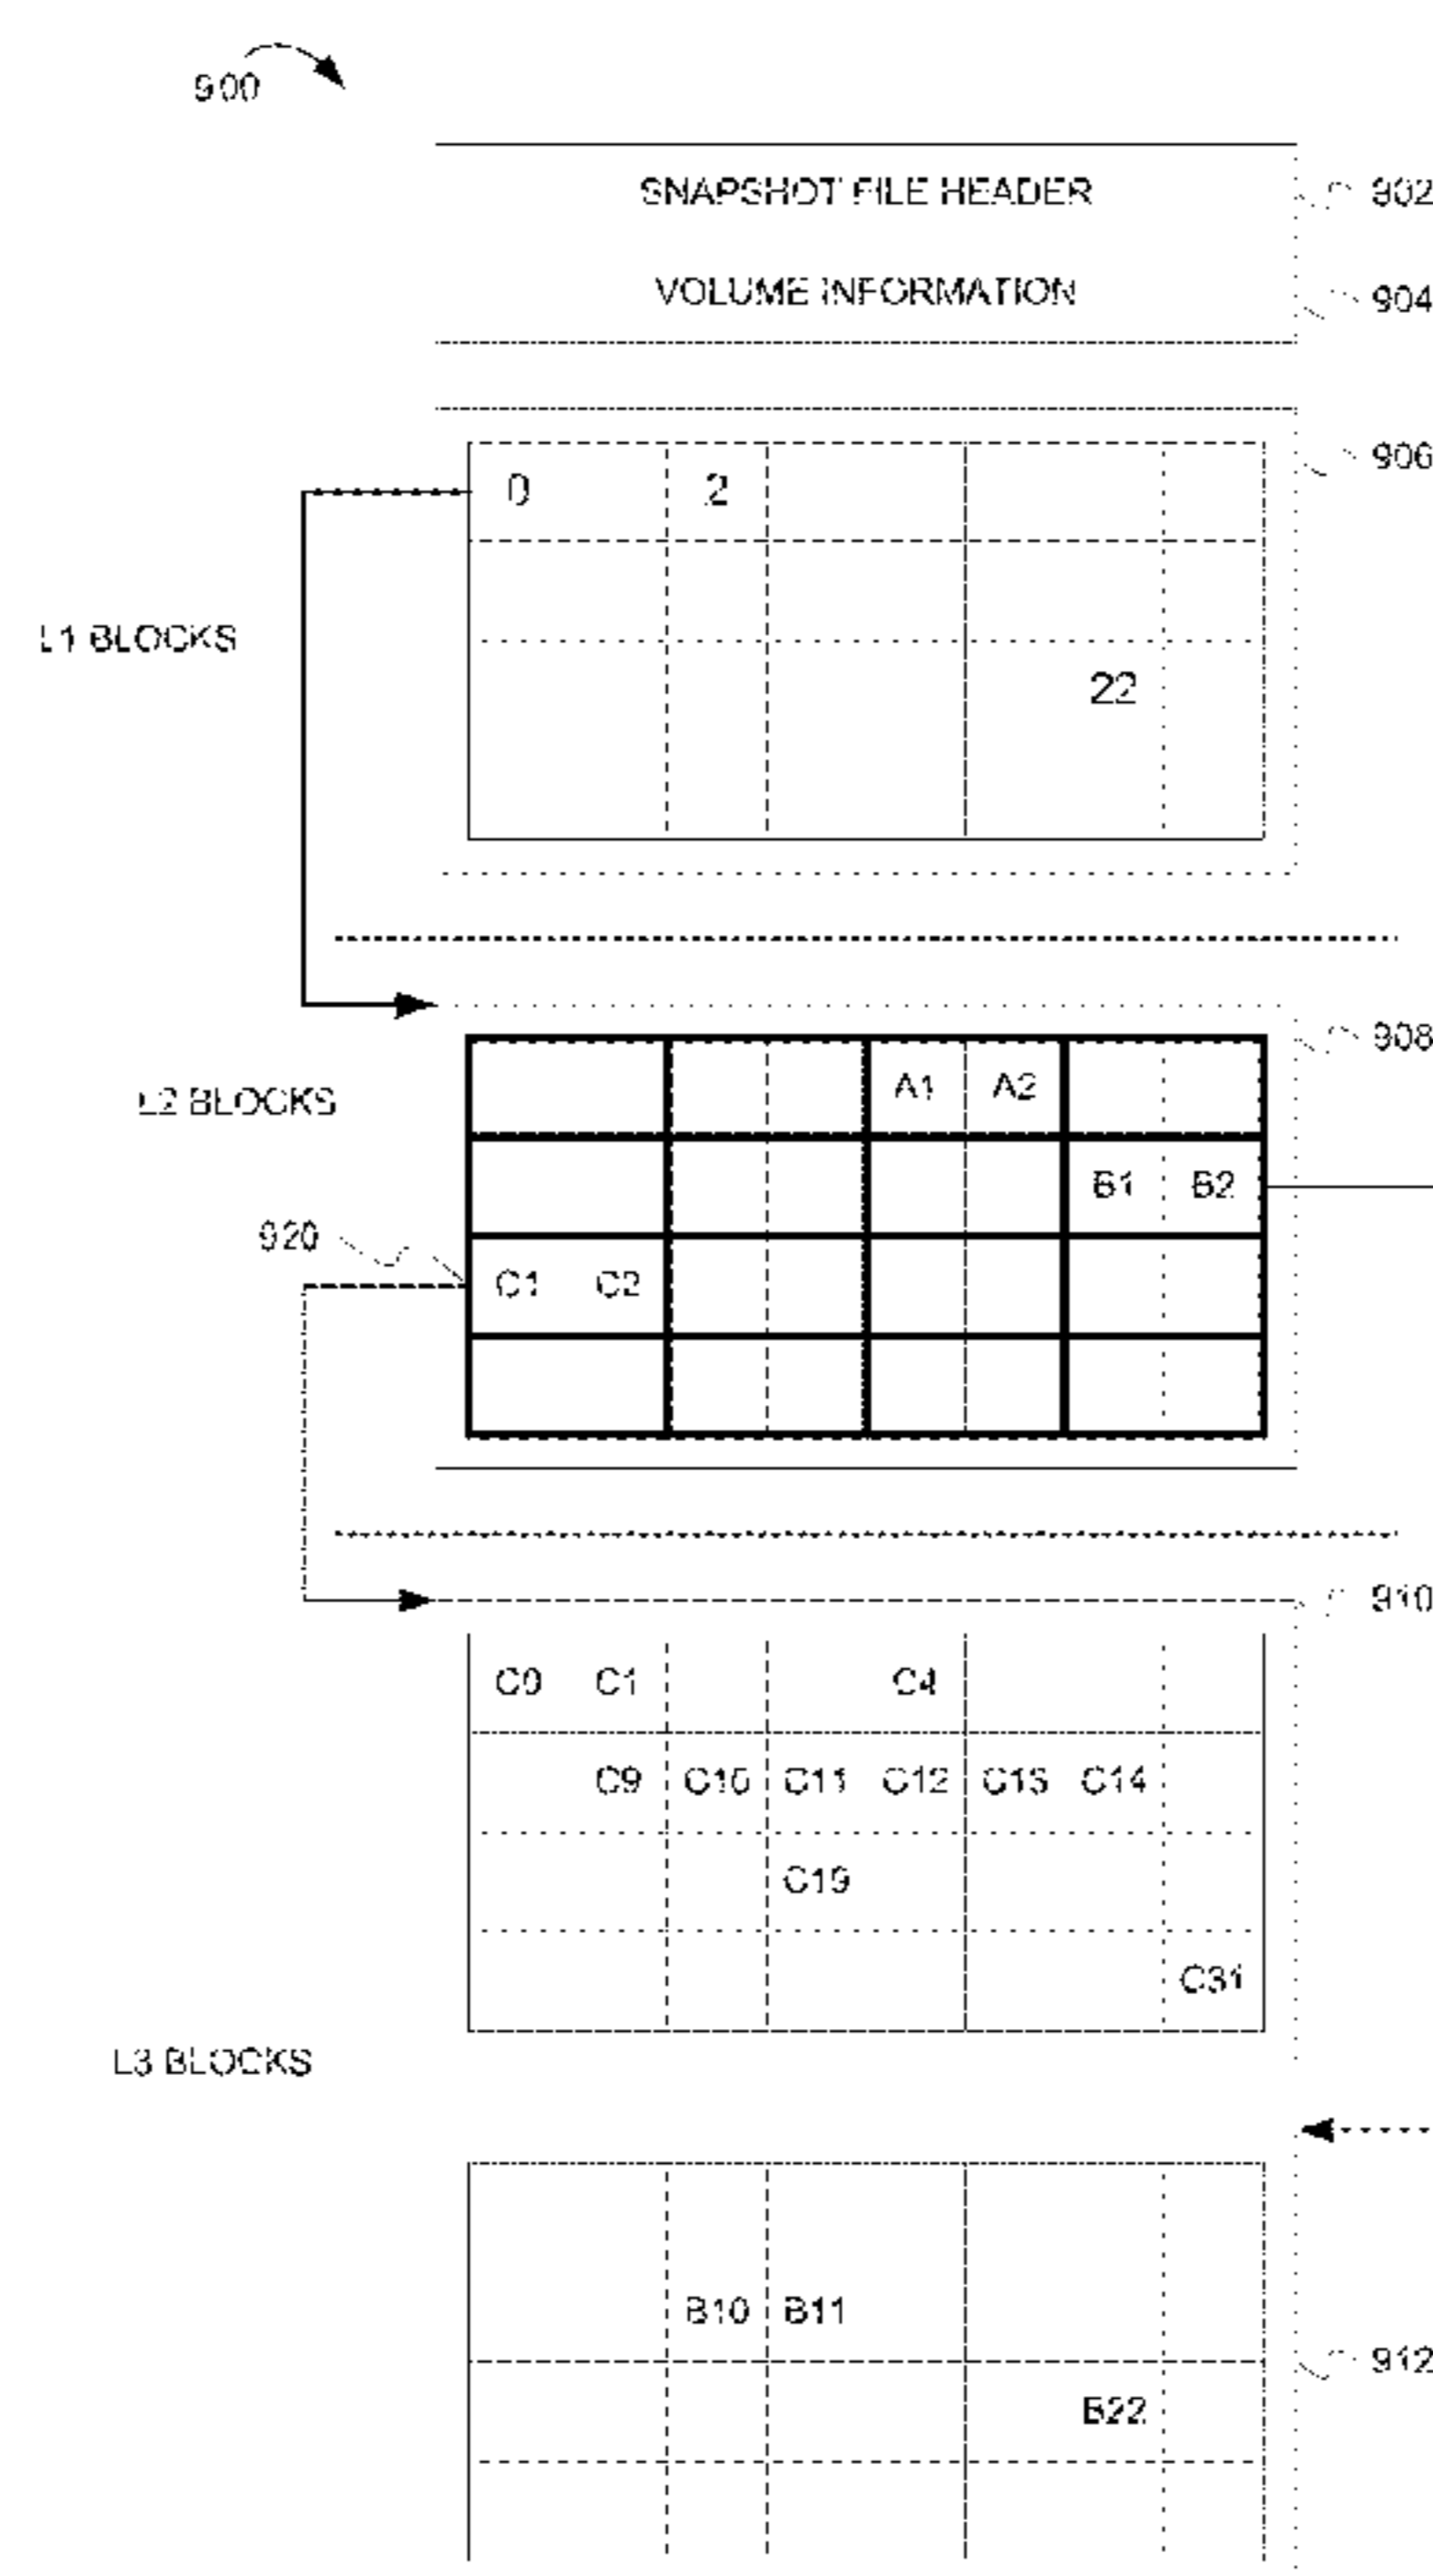 900
SNAPSHOT FILE HEADER 902
VOLUME INFORMATION 904
906
0 2
L1 BLOCKS
22
908
L2 BLOCKS A1 A2
B1 B2
920
C1 C2
910
C0 C1 C4
C9 C10 C11 C12 C13 C14
C19
C31
L3 BLOCKS
B10 B11
912
B22